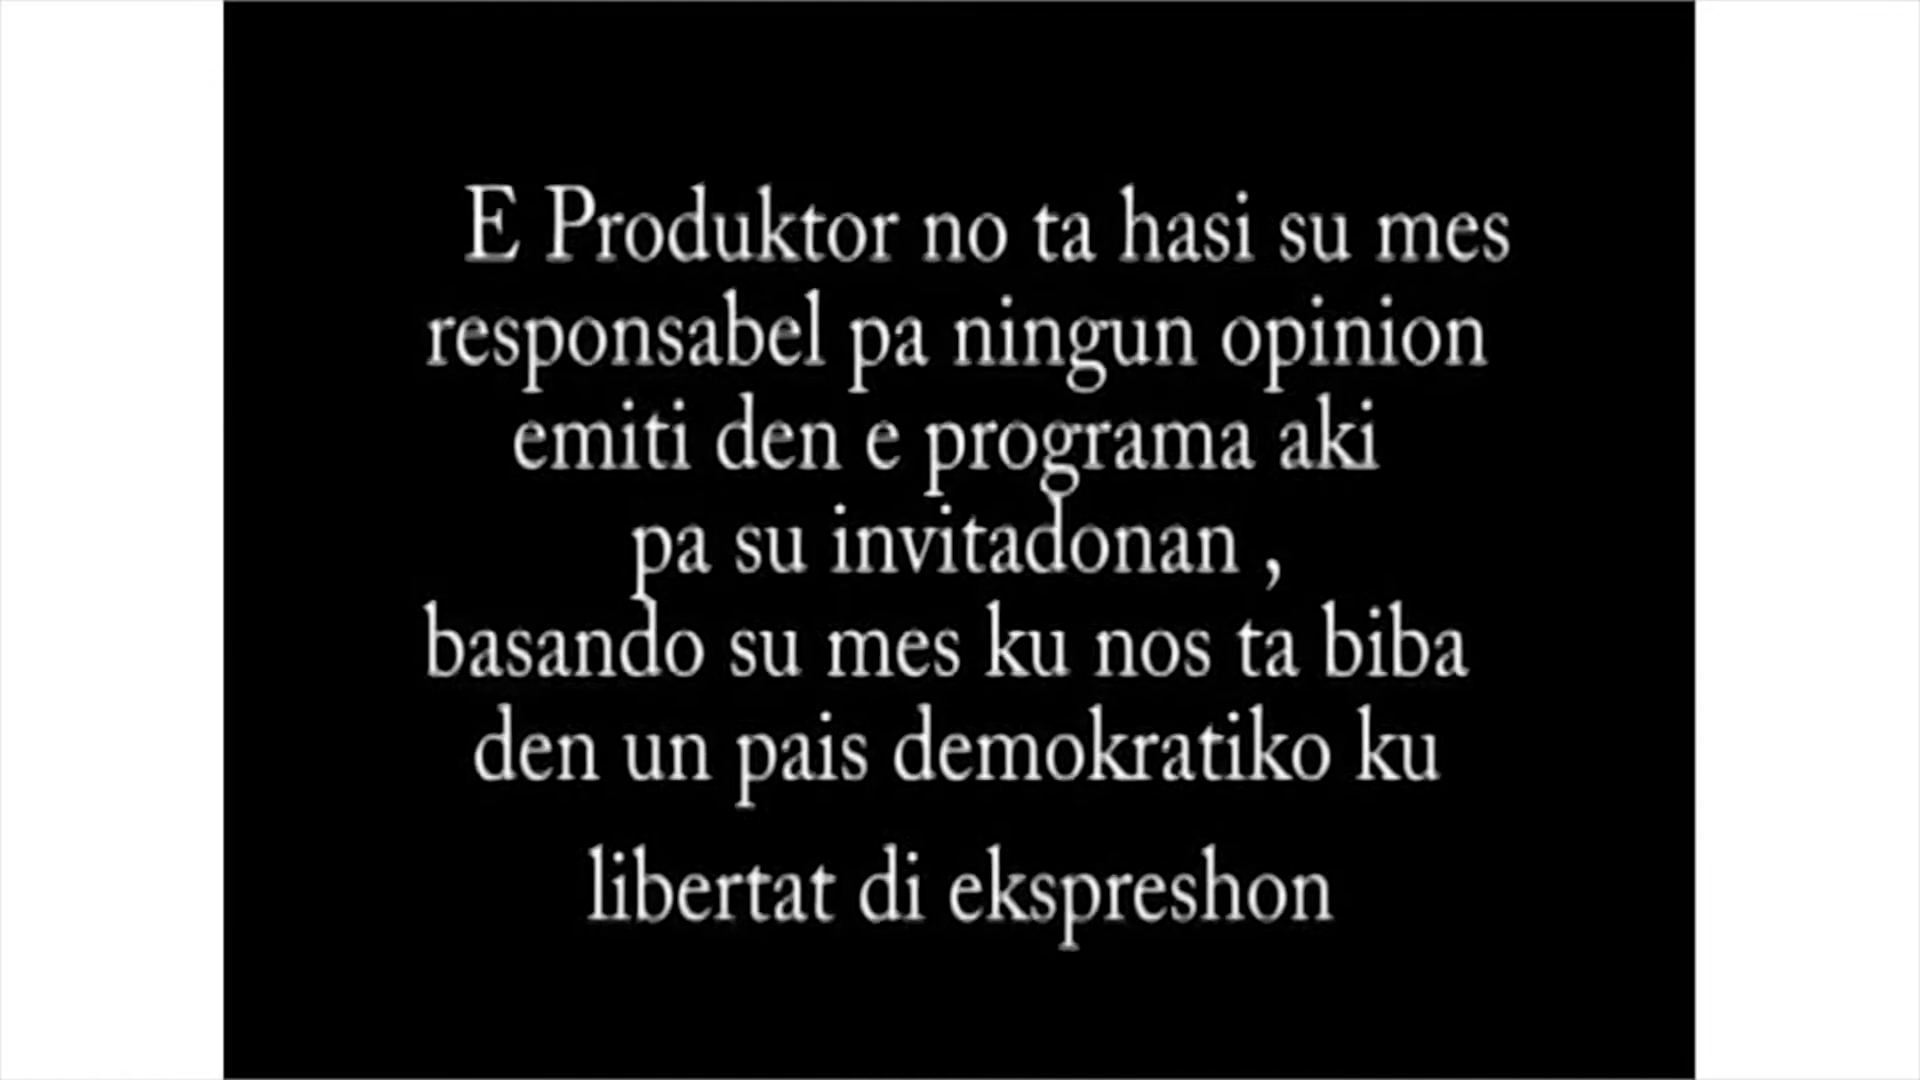 E Produktor no ta hasi su mes
responsabel pa ningun opinion
emiti den e programa aki
pa su invitadonan ,
basando su mes ku nos ta biba
den un pais demokratiko ku
libertat di ekspreshon